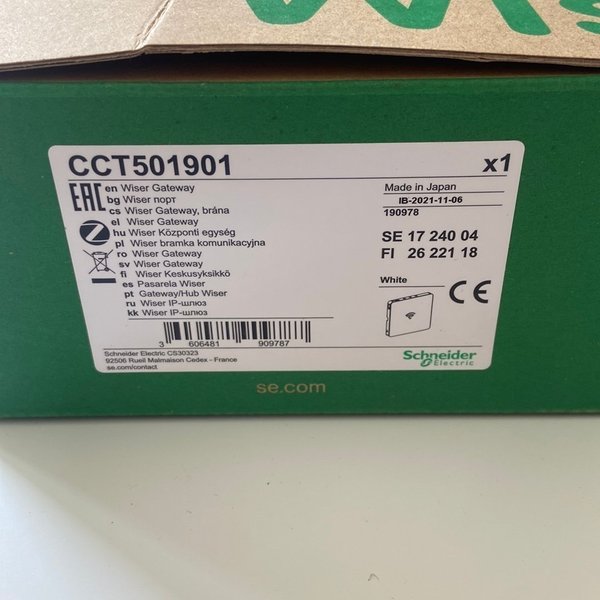 Wis
CCT501901
x1
EAC
en Wiser Gateway
bg Wiser порт
cs Wiser Gateway, brána
el Wiser Gateway
hu Wiser Központi egység
pl Wiser bramka komunikacyjna
ro Wiser Gateway
sv Wiser Gateway
fi Wiser Keskusyksikkö
es Pasarela Wiser
pt Gateway/Hub Wiser
ru Wiser IP-шлюз
kk Wiser IP-шлюз
Made in Japan
IB-2021-11-06
190978
SE 17 240 04
FI 26 221 18
White
CE
3 606481 909787
Schneider Electric CS30323
92506 Rueil Malmaison Cedex - France
se.com/contact
Schneider
Electric
se.com